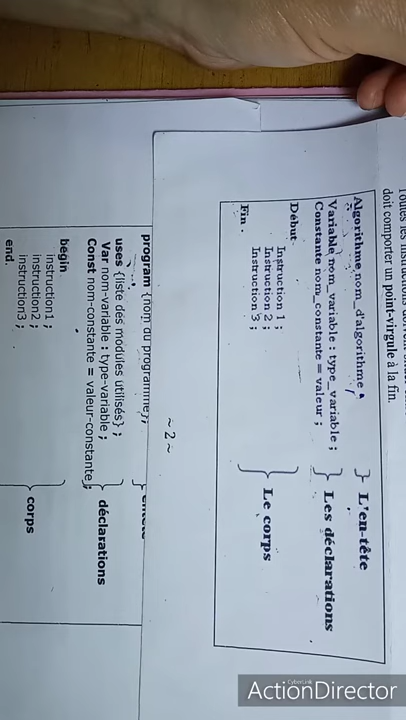 doit comporter un point-virgule à la fin.
Algorithme nom_d'algorithme
} L'en-tête
Variable nom_variable : type_variable ;
Constante nom_constante = valeur ;
} Les déclarations
Début
Instruction 1 ;
Instruction 2 ;
Instruction 3 ;
Fin .
} Le corps
~ 2 ~
program {nom du programme};
uses {liste des modules utilisés} ;
Var nom-variable : type-variable ;
Const nom-constante = valeur-constante;
} déclarations
begin
instruction1 ;
instruction2 ;
instruction3 ;
end.
} corps
CyberLink
ActionDirector